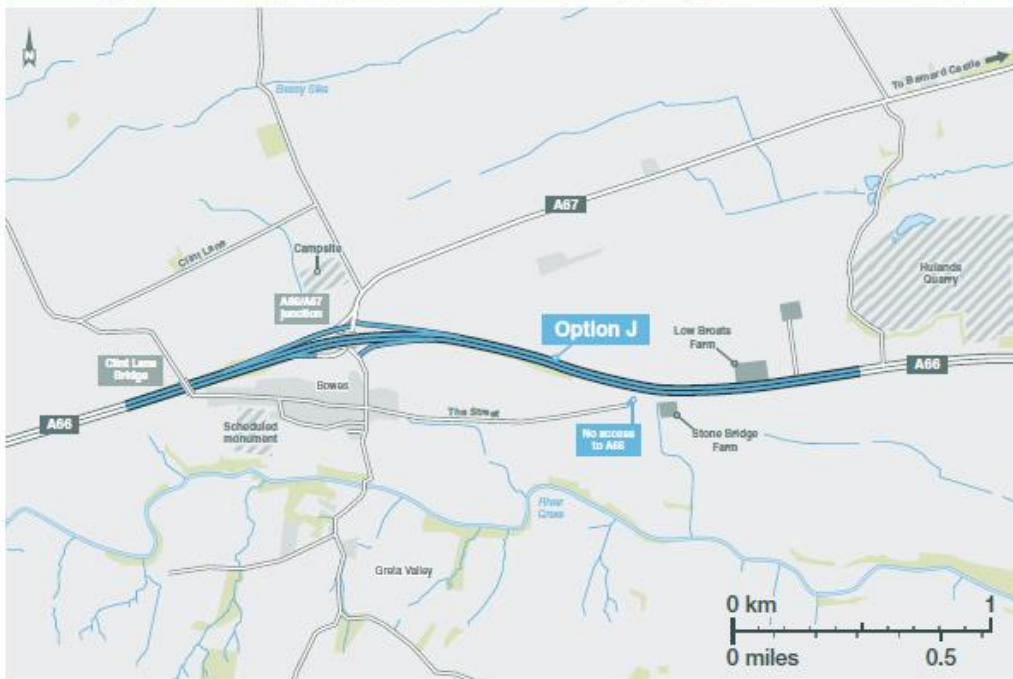 N
To Barnard Castle
Bessy Sike
A67
Clint Lane
Campsite
Hulands
Quarry
A66/A67
junction
Option J
Low Broats
Farm
Clint Lane
Bridge
A66
Bowes
A66
The Street
Scheduled
monument
No access
to A66
Stone Bridge
Farm
River
Greta Valley
0 km
1
0 miles
0.5